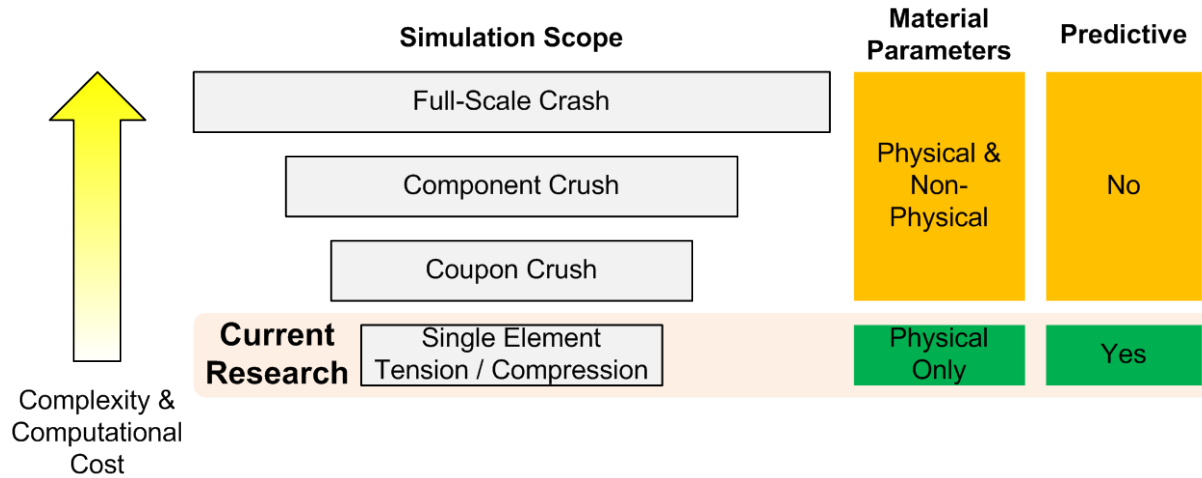 Simulation Scope
Material
Parameters
Predictive
Full-Scale Crash
Component Crush
Coupon Crush
Physical &
Non-
Physical
No
Current
Research
Single Element
Tension / Compression
Physical
Only
Yes
Complexity &
Computational
Cost